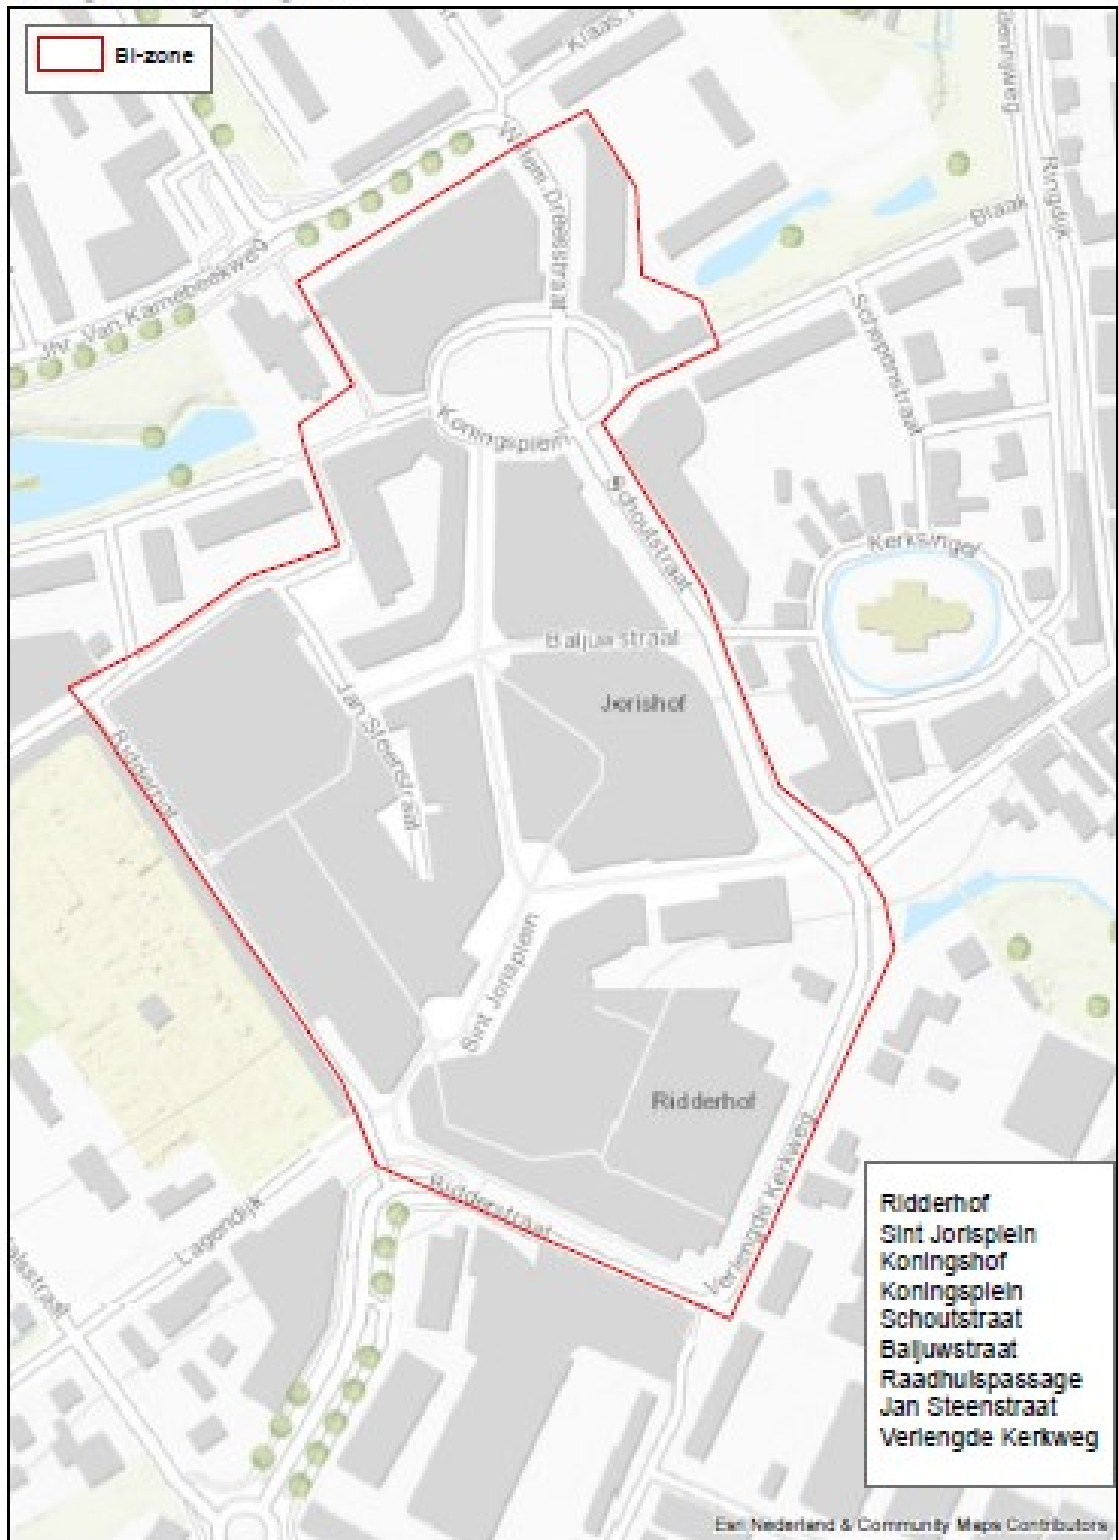 BI-zone
Klaas
Willem Dreesstraat
Ringdijk
Blaak
Jhr. Van Karnebeekweg
Schepenstraat
Koningsplein
Schoutstraat
Kerksingel
Baljuwstraat
Jorishof
Jan Steenstraat
Ridderhof
Sint Jorisplein
Ridderhof
Verlengde Kerkweg
Ridderstraat
Lagendijk
Ridderhof
Sint Jorisplein
Koningshof
Koningsplein
Schoutstraat
Baljuwstraat
Raadhuispassage
Jan Steenstraat
Verlengde Kerkweg
Esri Nederland & Community Maps Contributors